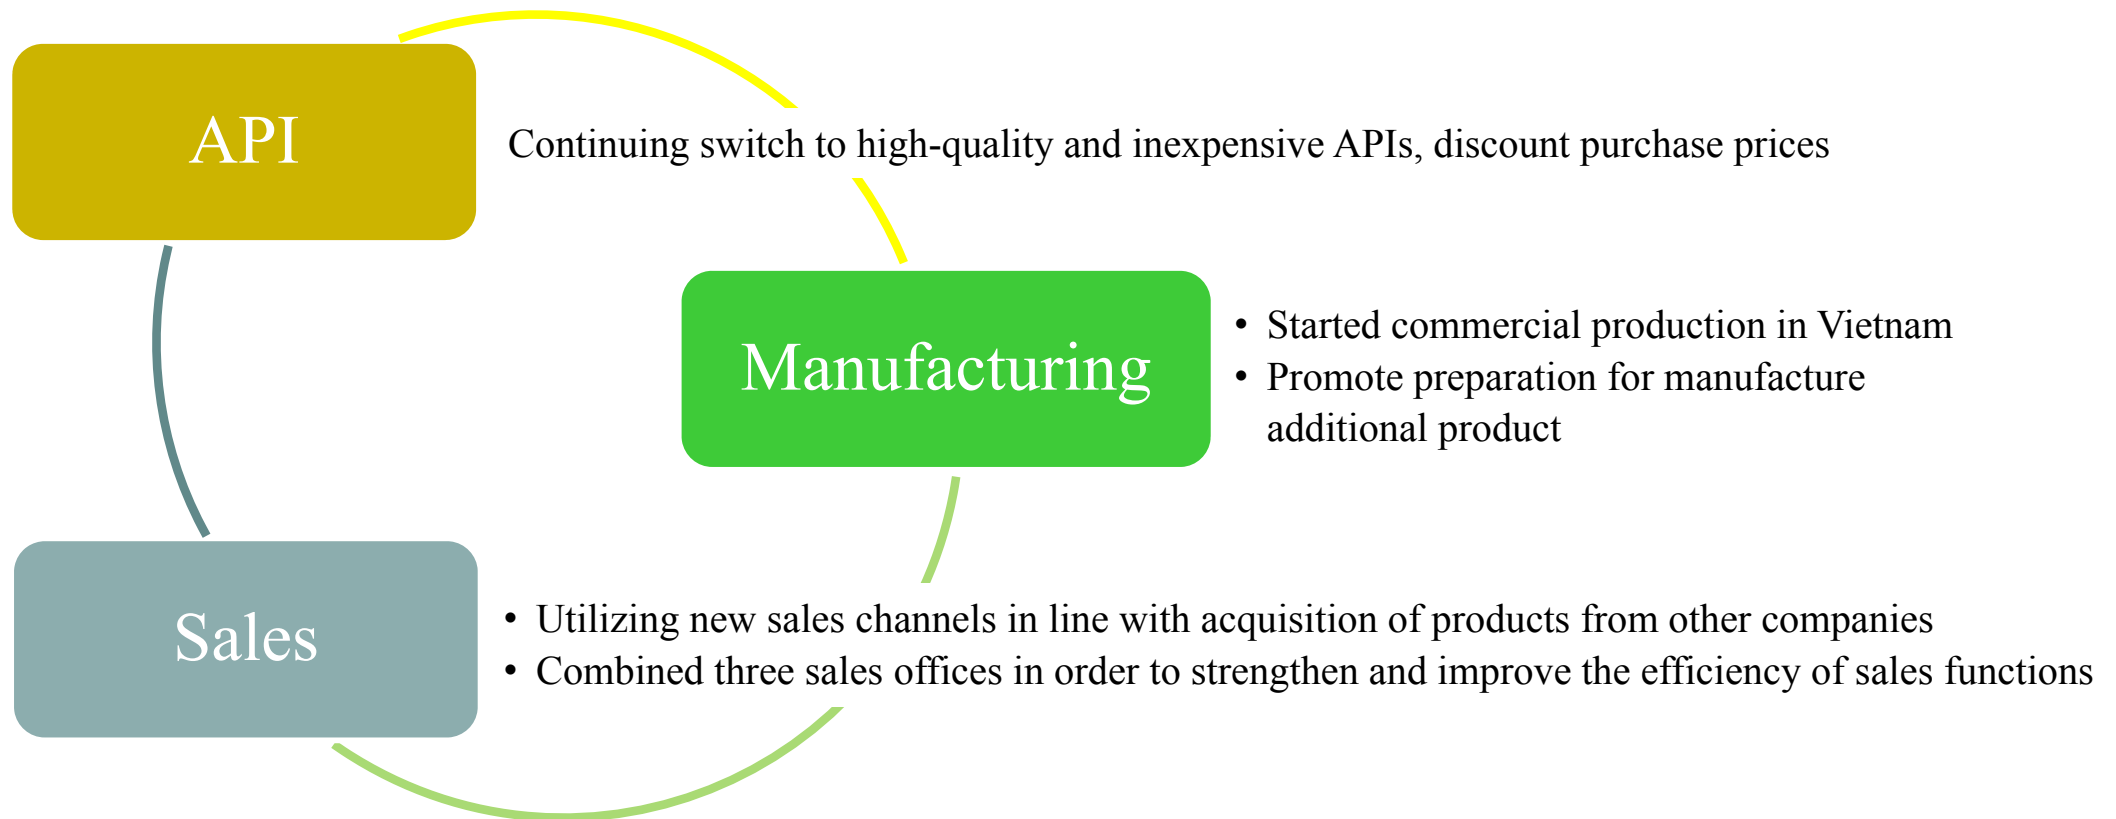 API
Continuing switch to high-quality and inexpensive APIs, discount purchase prices
Manufacturing
• Started commercial production in Vietnam
• Promote preparation for manufacture
additional product
Sales
• Utilizing new sales channels in line with acquisition of products from other companies
• Combined three sales offices in order to strengthen and improve the efficiency of sales functions